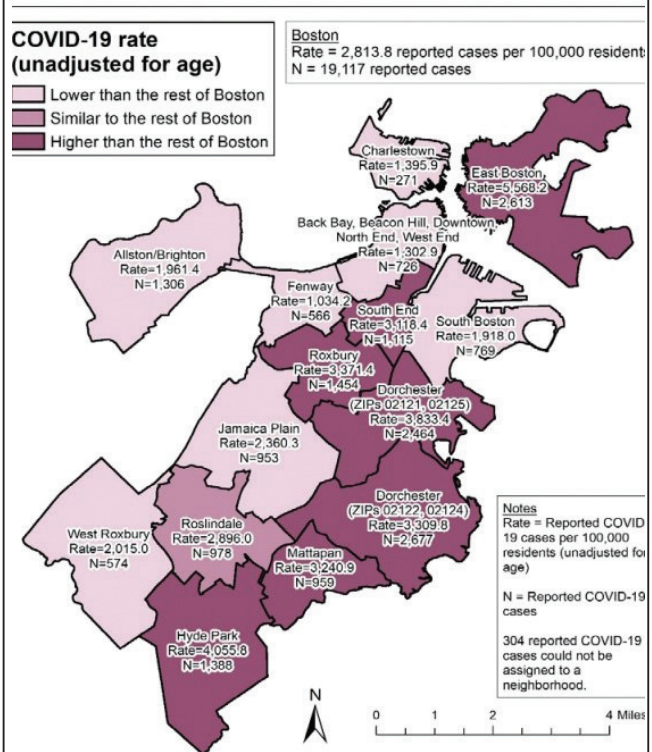 COVID-19 rate
(unadjusted for age)
Lower than the rest of Boston
Similar to the rest of Boston
Higher than the rest of Boston
Boston
Rate = 2,813.8 reported cases per 100,000 residents
N = 19,117 reported cases
Charlestown
Rate=1,395.9
N=271
East Boston
Rate=5,568.2
N=2,613
Back Bay, Beacon Hill, Downtown,
North End, West End
Rate=1,302.9
N=726
Allston/Brighton
Rate=1,961.4
N=1,306
Fenway
Rate=1,034.2
N=566
South End
Rate=3,118.4
N=1,115
South Boston
Rate=1,918.0
N=769
Roxbury
Rate=3,371.4
N=1,454
Dorchester
(ZIPs 02121, 02125)
Rate=3,833.4
N=2,464
Jamaica Plain
Rate=2,360.3
N=953
Dorchester
(ZIPs 02122, 02124)
Rate=3,309.8
N=2,677
West Roxbury
Rate=2,015.0
N=574
Roslindale
Rate=2,896.0
N=978
Mattapan
Rate=3,240.9
N=959
Hyde Park
Rate=4,055.8
N=1,388
Notes
Rate = Reported COVID
19 cases per 100,000
residents (unadjusted for
age)
N = Reported COVID-19
cases
304 reported COVID-19
cases could not be
assigned to a
neighborhood.
N
0 1 2 4 Miles